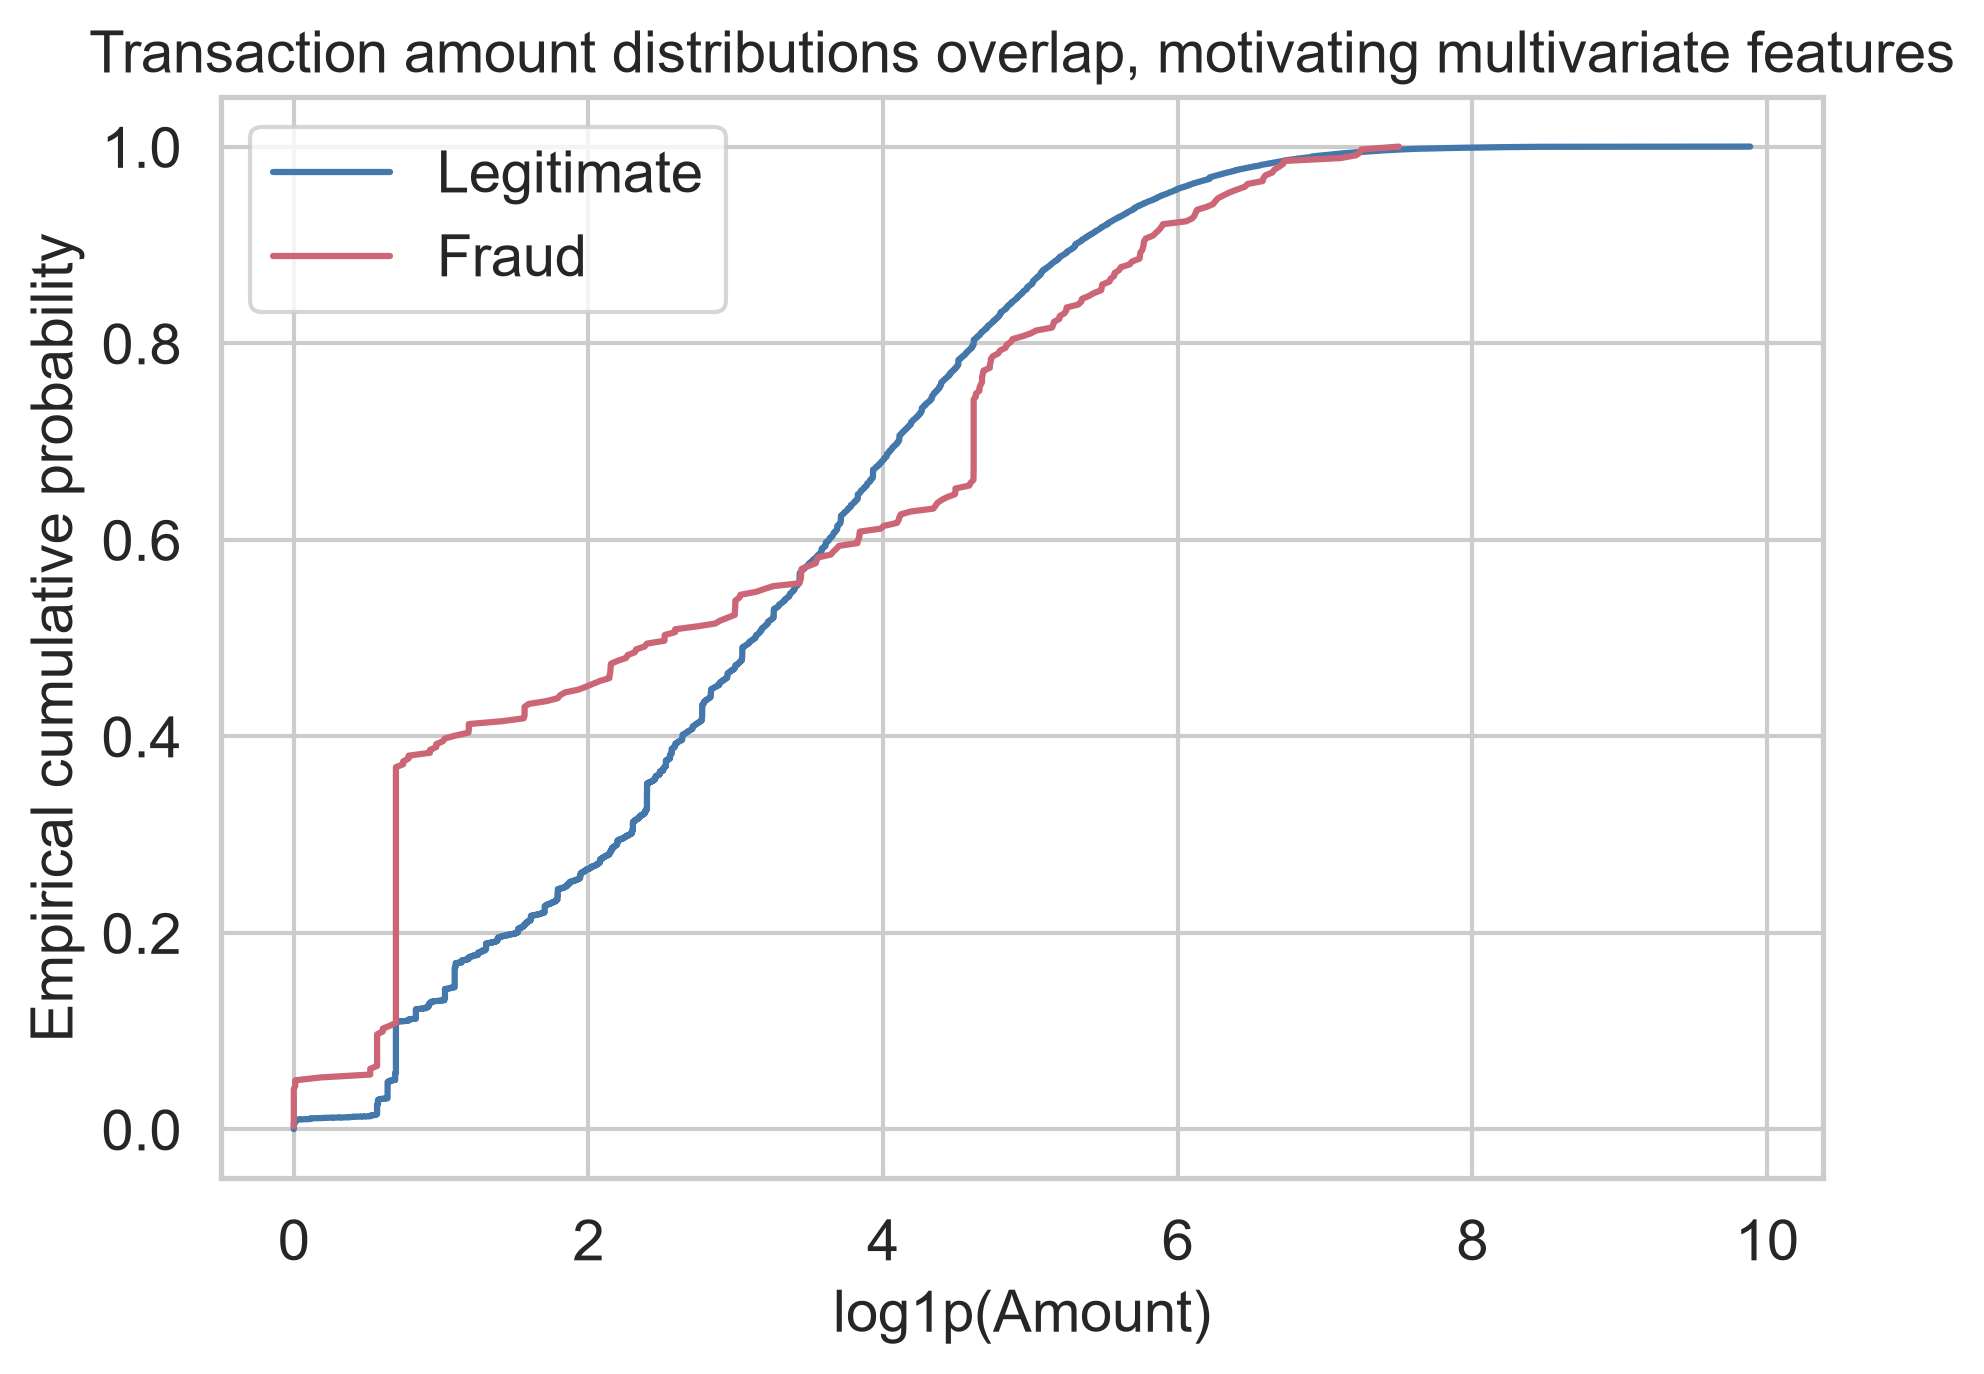 Transaction amount distributions overlap, motivating multivariate features
Legitimate
Fraud
Empirical cumulative probability
1.0
0.8
0.6
0.4
0.2
0.0
0 2 4 6 8 10
log1p(Amount)